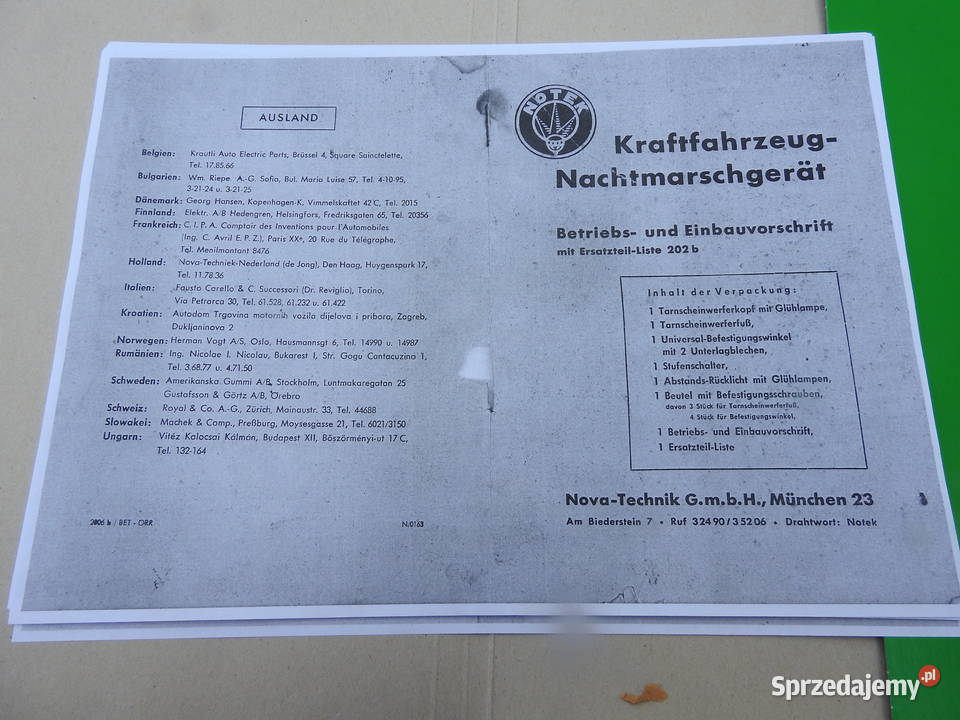 AUSLAND
Belgien: Krautli Auto Electric Parts, Brüssel 4, Square Sainctelette,
Tel. 17.85.66
Bulgarien: Wm. Riepe A.-G. Sofia, Bul. Maria Luise 57, Tel. 4-10-95,
3-21-24 u. 3-21-25
Dänemark: Georg Hansen, Kopenhagen-K, Vimmelskaftet 42 C, Tel. 2015
Finnland: Elektr. A/B Hedengren, Helsingfors, Fredriksgaten 65, Tel. 20356
Frankreich: C. I. P. A. Comptoir des Inventions pour l'Automobiles
(Ing. C. Avril E. P. Z.), Paris XXe, 20 Rue du Télégraphe,
Tel. Menilmontant 8476
Holland: Nova-Techniek-Nederland (de Jong), Den Haag, Huygenspark 17,
Tel. 11.78.36
Italien: Fausto Carello & C. Successori (Dr. Reviglio), Torino,
Via Petrarca 30, Tel. 61.528, 61.232 u. 61.422
Kroatien: Autodom Trgovina motornih vozila dijelova i pribora, Zagreb,
Dukljaninova 2
Norwegen: Herman Vogt A/S, Oslo, Hausmannsgt 6, Tel. 14990 u. 14987
Rumänien: Ing. Nicolae I. Nicolau, Bukarest I, Str. Gogu Cantacuzino 1,
Tel. 3.68.77 u. 4.71.50
Schweden: Amerikanska Gummi A/B, Stockholm, Luntmakaregatan 25
Gustafsson & Görtz A/B, Örebro
Schweiz: Royal & Co. A.-G., Zürich, Mainaustr. 33, Tel. 44688
Slowakei: Machek & Comp., Preßburg, Moysesgasse 21, Tel. 6021/3150
Ungarn: Vitéz Kalocsai Kálmán, Budapest XII, Böszörményi-ut 17 C,
Tel. 132-164
2006 b / BET - ORR
N.0163
NOTEK
Kraftfahrzeug-
Nachtmarschgerät
Betriebs- und Einbauvorschrift
mit Ersatzteil-Liste 202 b
Inhalt der Verpackung:
1 Tarnscheinwerferkopf mit Glühlampe,
1 Tarnscheinwerferfuß,
1 Universal-Befestigungswinkel
mit 2 Unterlagblechen,
1 Stufenschalter,
1 Abstands-Rücklicht mit Glühlampen,
1 Beutel mit Befestigungsschrauben,
davon 3 Stück für Tarnscheinwerferfuß,
4 Stück für Befestigungswinkel,
1 Betriebs- und Einbauvorschrift,
1 Ersatzteil-Liste
Nova-Technik G.m.b.H., München 23
Am Biederstein 7 • Ruf 32490/35206 • Drahtwort: Notek
Sprzedajemy.pl